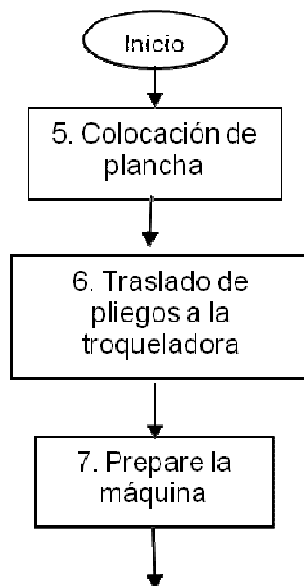 Inicio
5. Colocación de
plancha
6. Traslado de
pliegos a la
troqueladora
7. Prepare la
máquina